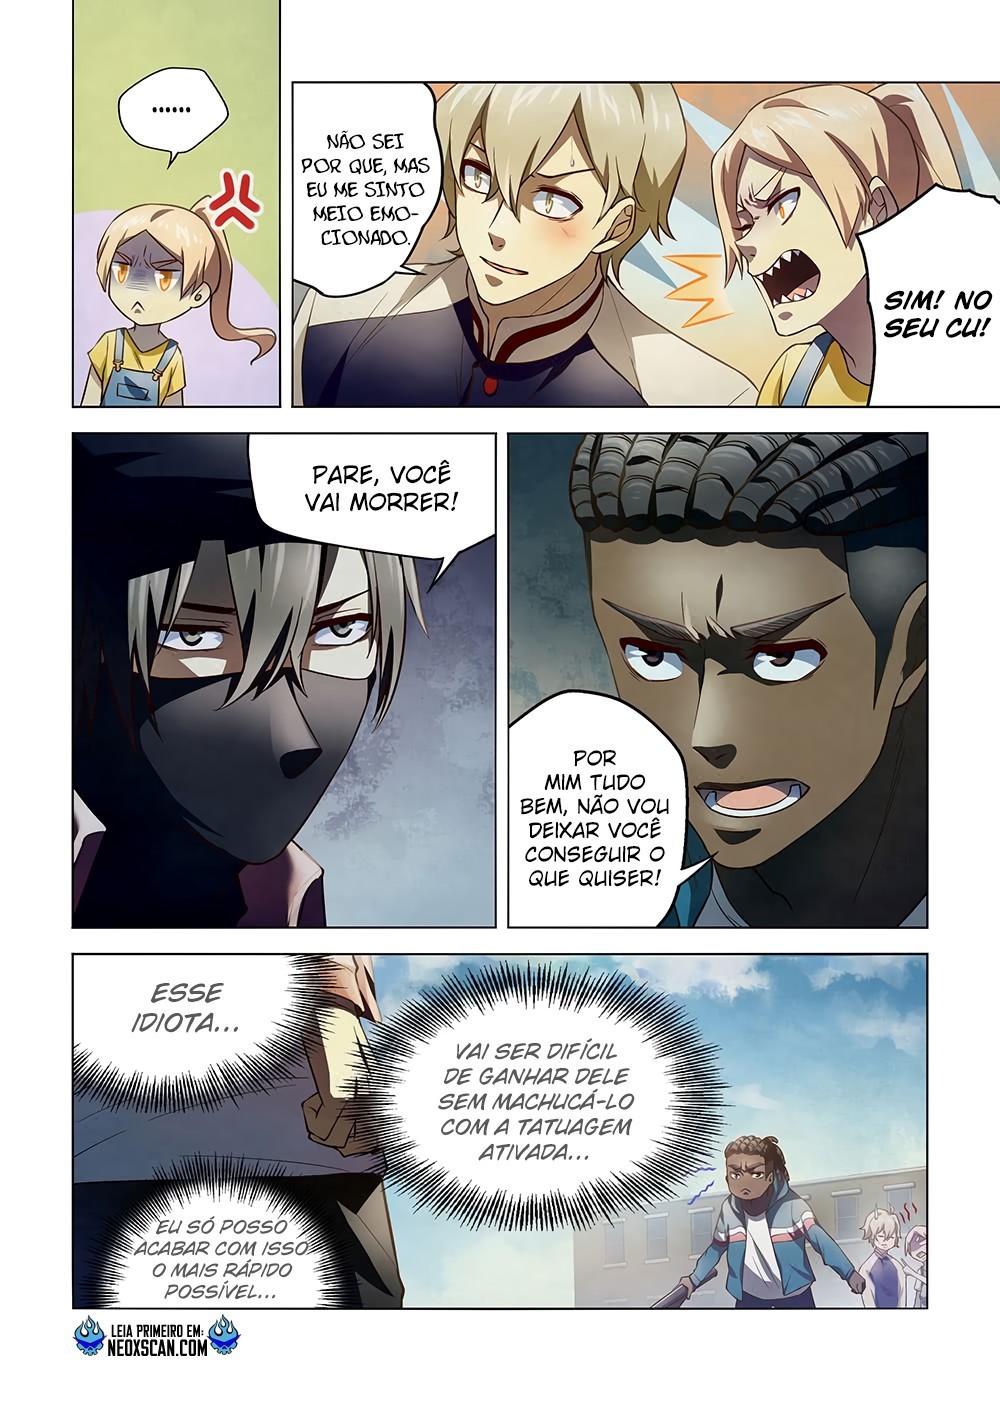 ......
NÃO SEI
POR QUE, MAS
EU ME SINTO
MEIO EMO-
CIONADO.
SIM! NO
SEU CU!
PARE, VOCÊ
VAI MORRER!
POR
MIM TUDO
BEM, NÃO VOU
DEIXAR VOCÊ
CONSEGUIR O
QUE QUISER!
ESSE
IDIOTA...
VAI SER DIFÍCIL
DE GANHAR DELE
SEM MACHUCÁ-LO
COM A TATUAGEM
ATIVADA...
EU SÓ POSSO
ACABAR COM ISSO
O MAIS RÁPIDO
POSSÍVEL...
LEIA PRIMEIRO EM:
NEOXSCAN.COM